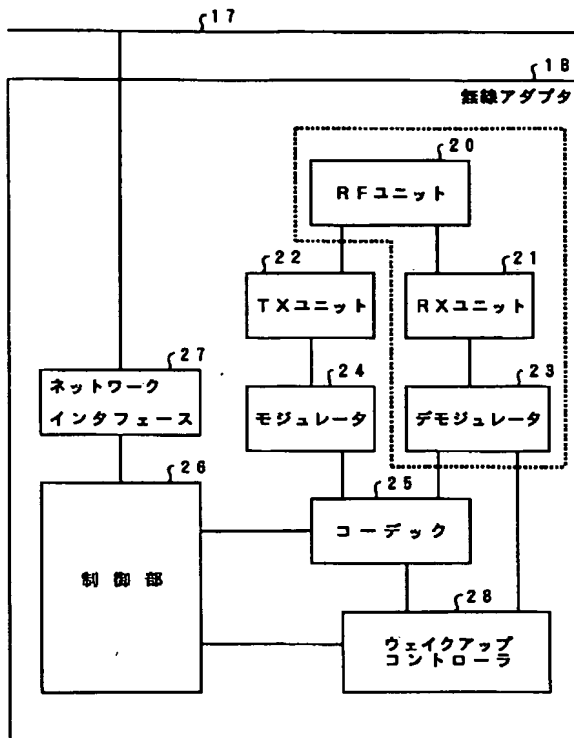 17
18
無線アダプタ
20
RFユニット
22
TXユニット
21
RXユニット
27
ネットワーク
インタフェース
24
モジュレータ
23
デモジュレータ
26
制御部
25
コーデック
28
ウェイクアップ
コントローラ